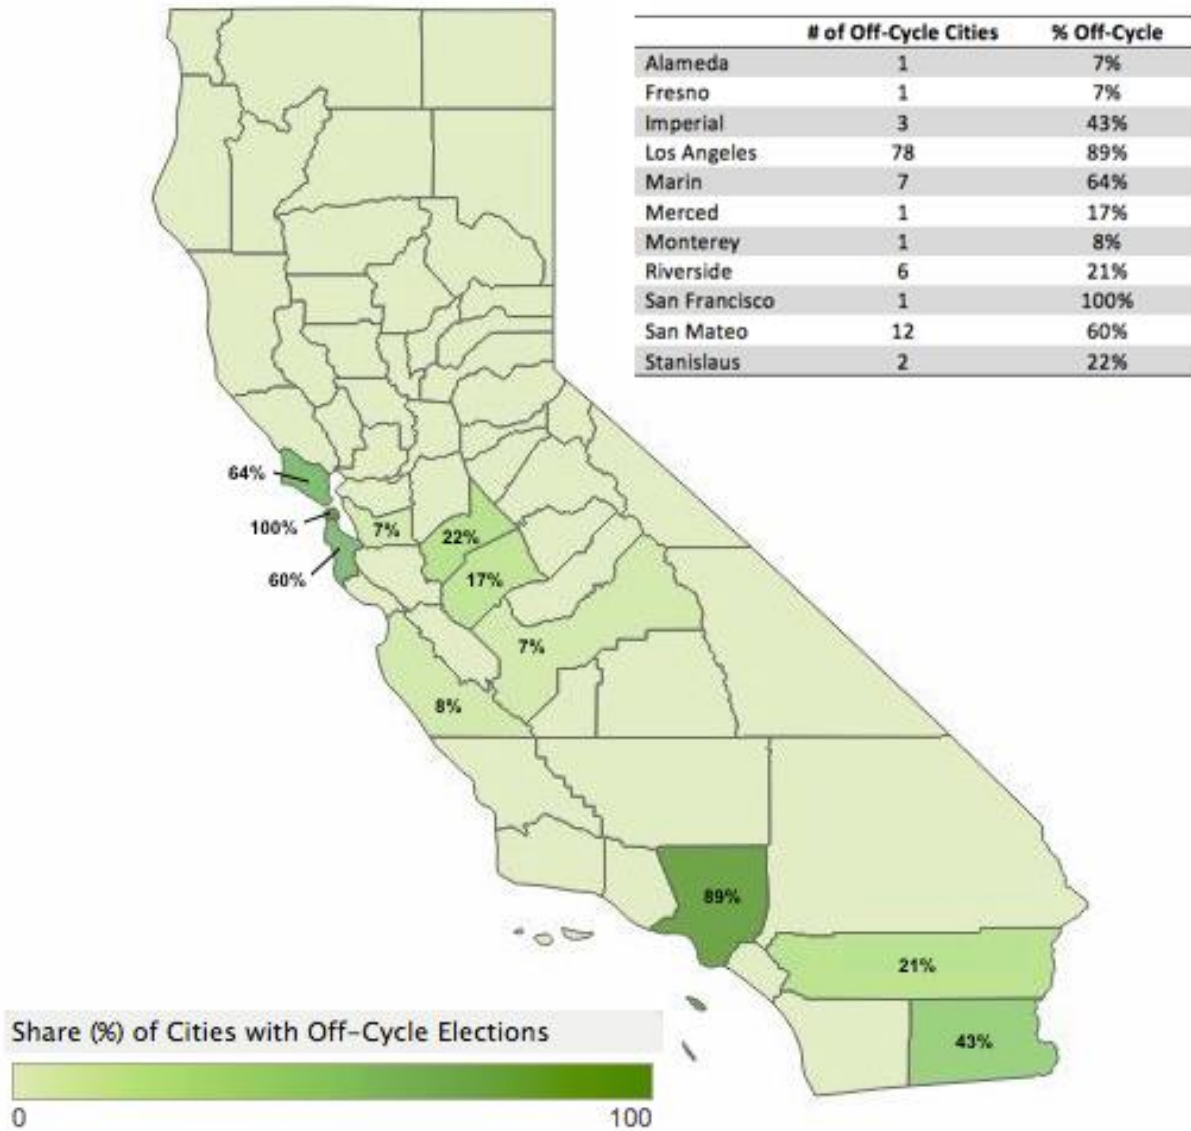 # of Off-Cycle Cities % Off-Cycle
Alameda 1 7%
Fresno 1 7%
Imperial 3 43%
Los Angeles 78 89%
Marin 7 64%
Merced 1 17%
Monterey 1 8%
Riverside 6 21%
San Francisco 1 100%
San Mateo 12 60%
Stanislaus 2 22%
64%
100%
7%
22%
60%
17%
7%
8%
89%
21%
43%
Share (%) of Cities with Off-Cycle Elections
0 100